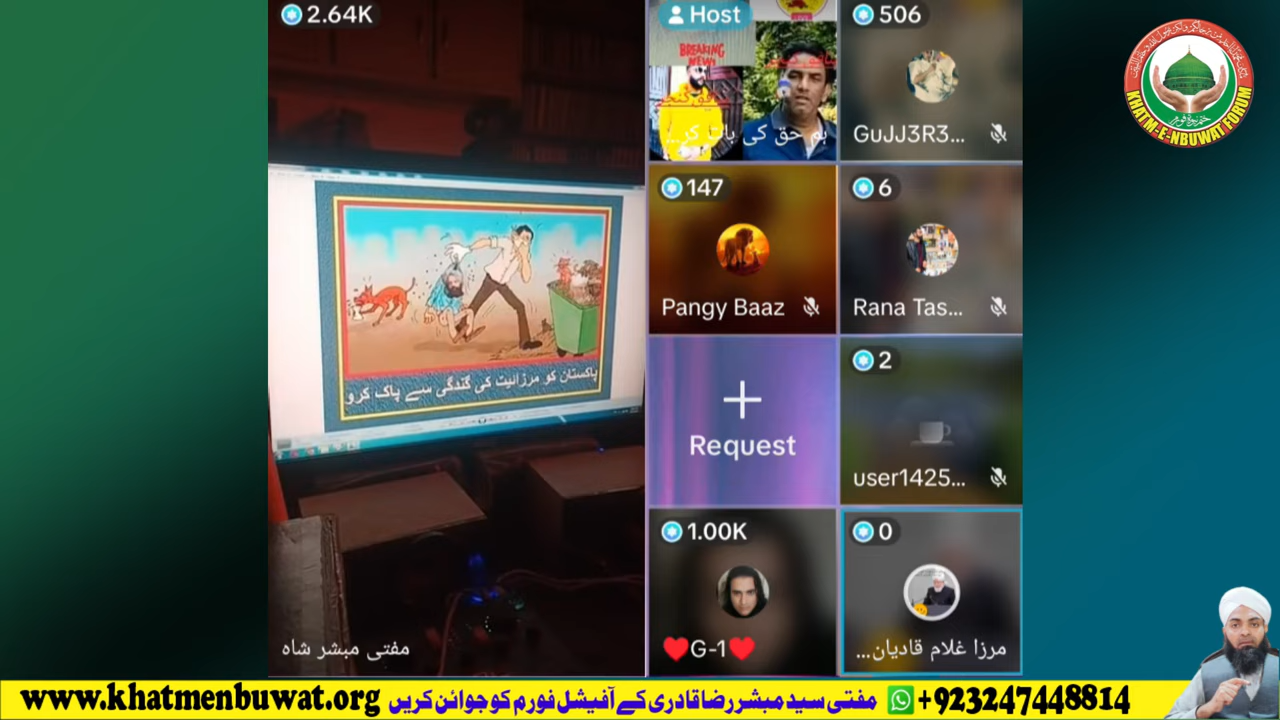 2.64K
پاکستان کو مرزائیت کی گندگی سے پاک کرو
مفتی مبشر شاہ
Host
BREAKING NEWS
ہم حق کی بات کر...
506
GuJJ3R3...
147
Pangy Baaz
6
Rana Tas...
+
Request
2
user1425...
1.00K
❤️G-1❤️
0
مرزا غلام قادیان...
KHATM-E-NBUWAT FORUM
www.khatmenbuwat.org مفتی سید مبشر رضا قادری کے آفیشل فورم کو جوائن کریں +923247448814